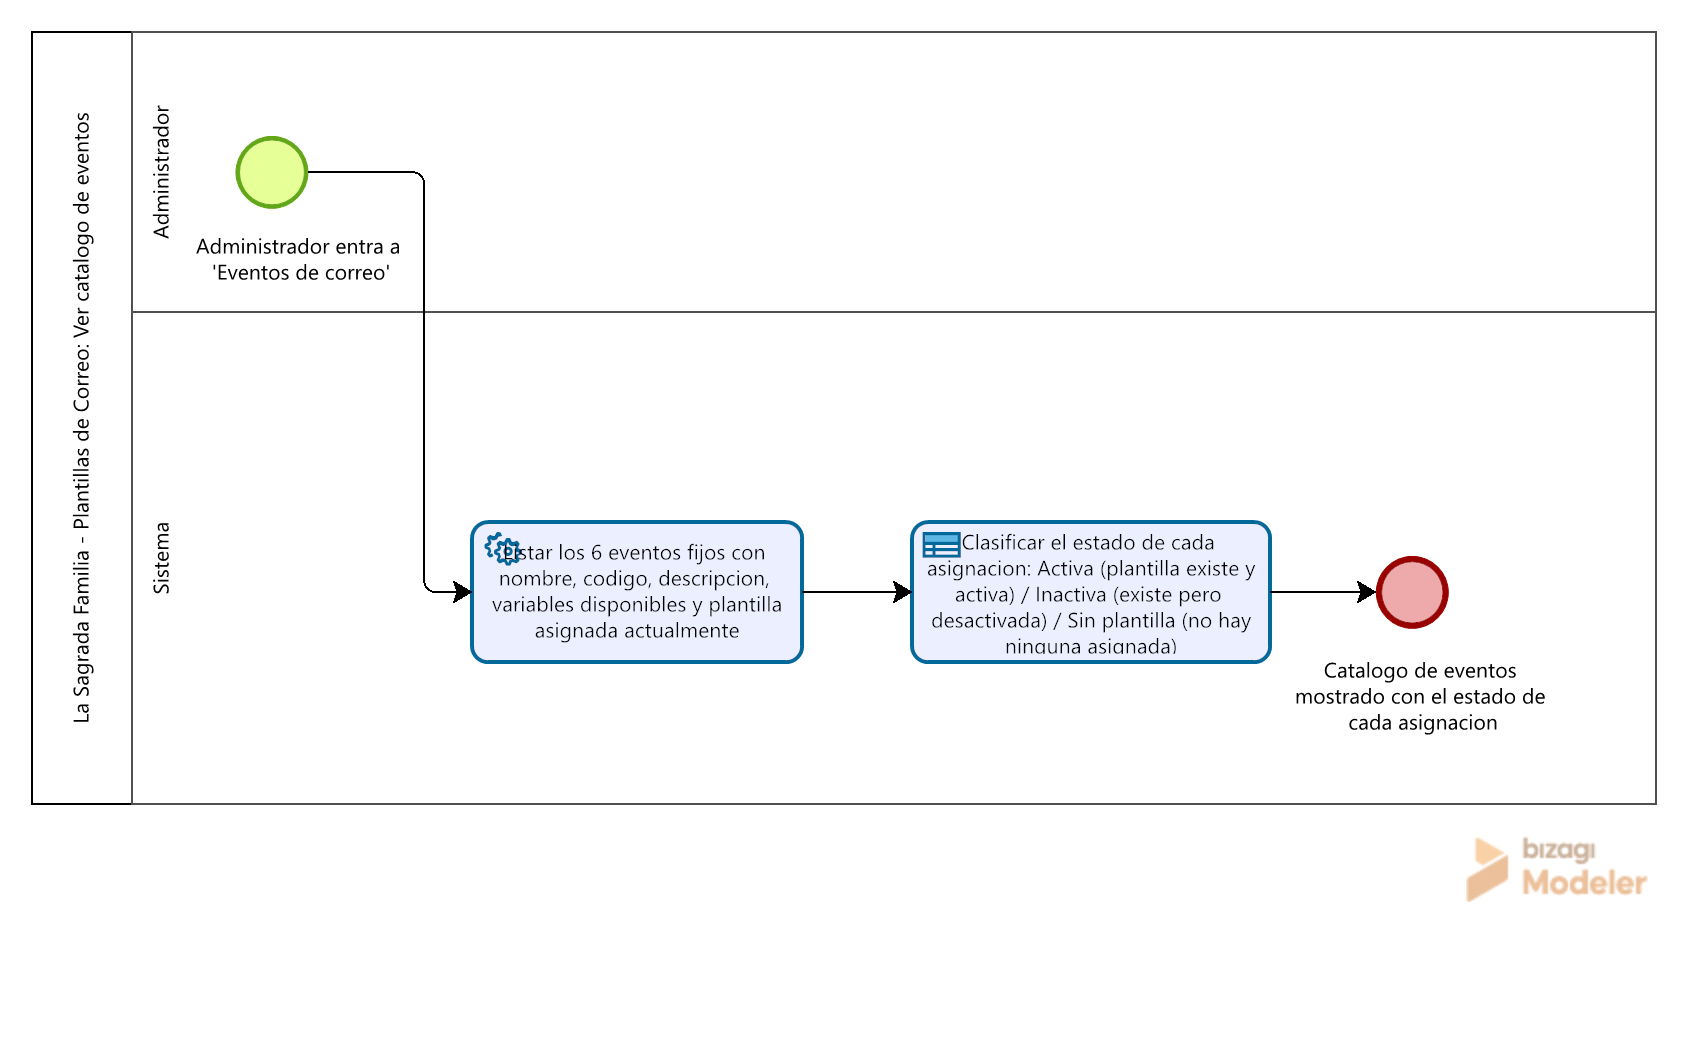 La Sagrada Familia - Plantillas de Correo: Ver catalogo de eventos
Administrador
Administrador entra a
'Eventos de correo'
Sistema
Listar los 6 eventos fijos con
nombre, codigo, descripcion,
variables disponibles y plantilla
asignada actualmente
Clasificar el estado de cada
asignacion: Activa (plantilla existe y
activa) / Inactiva (existe pero
desactivada) / Sin plantilla (no hay
ninguna asignada)
Catalogo de eventos
mostrado con el estado de
cada asignacion
bizagi
Modeler